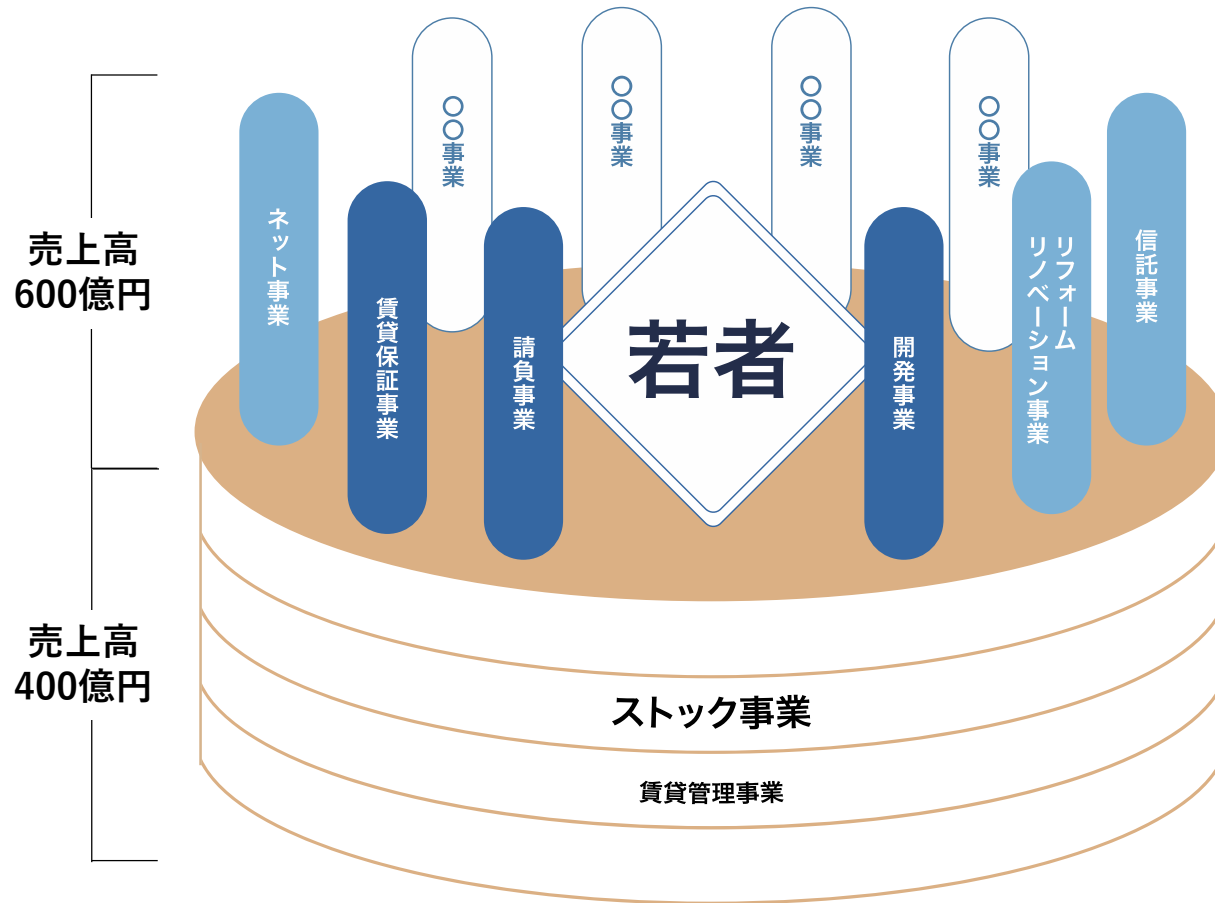 売上高
600億円
ネット事業
賃貸保証事業
〇〇事業
請負事業
〇〇事業
若者
〇〇事業
開発事業
〇〇事業
リフォーム
リノベーション事業
信託事業
売上高
400億円
ストック事業
賃貸管理事業